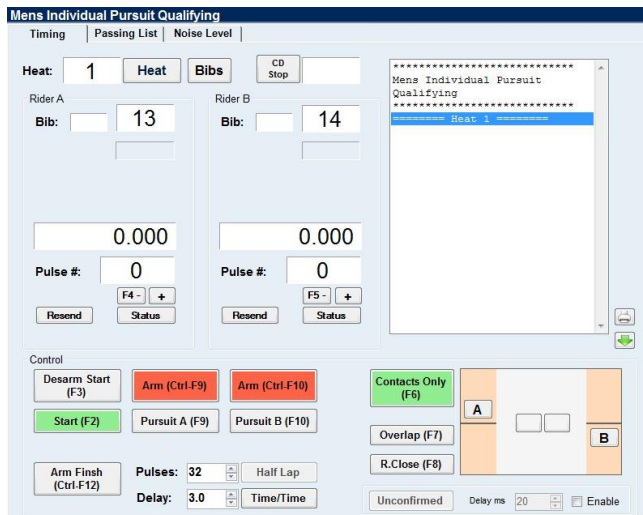 Mens Individual Pursuit Qualifying
Timing Passing List Noise Level
Heat: 1 Heat Bibs CD Stop
Rider A Rider B
Bib: 13 Bib: 14
0.000 0.000
Pulse #: 0 Pulse #: 0
F4 - + F5 - +
Resend Status Resend Status
****************************
Mens Individual Pursuit
Qualifying
****************************
======== Heat 1 ========
Control
Desarm Start
(F3)
Arm (Ctrl-F9) Arm (Ctrl-F10)
Start (F2) Pursuit A (F9) Pursuit B (F10)
Arm Finsh
(Ctrl-F12)
Pulses: 32 Half Lap
Delay: 3.0 Time/Time
Contacts Only
(F6)
Overlap (F7)
R.Close (F8)
A
B
Unconfirmed Delay ms 20 Enable